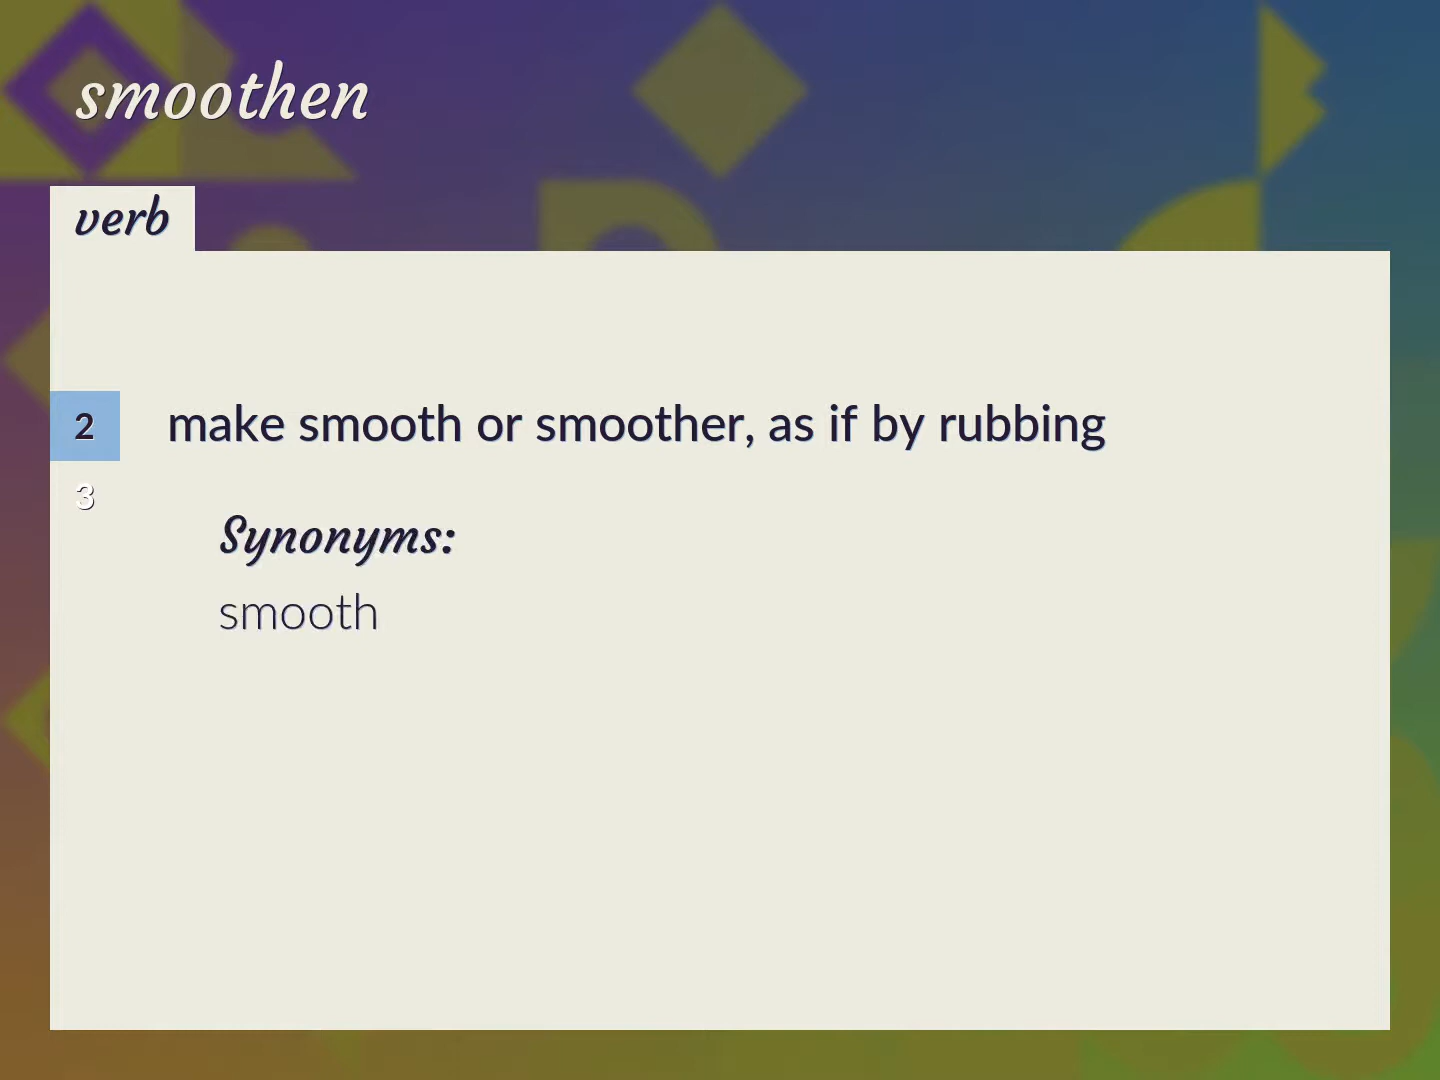 smoothen
verb
2
make smooth or smoother, as if by rubbing
3
Synonyms:
smooth